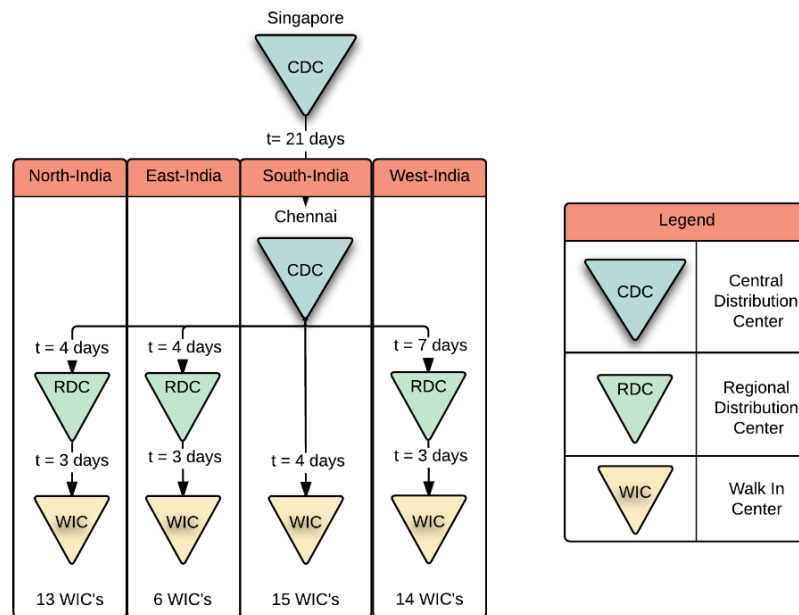 Singapore
CDC
t= 21 days
North-India
East-India
South-India
West-India
Chennai
CDC
t = 4 days
t = 4 days
t = 7 days
RDC
RDC
RDC
t = 3 days
t = 3 days
t = 4 days
t = 3 days
WIC
WIC
WIC
WIC
13 WIC's
6 WIC's
15 WIC's
14 WIC's
Legend
CDC
Central
Distribution
Center
RDC
Regional
Distribution
Center
WIC
Walk In
Center